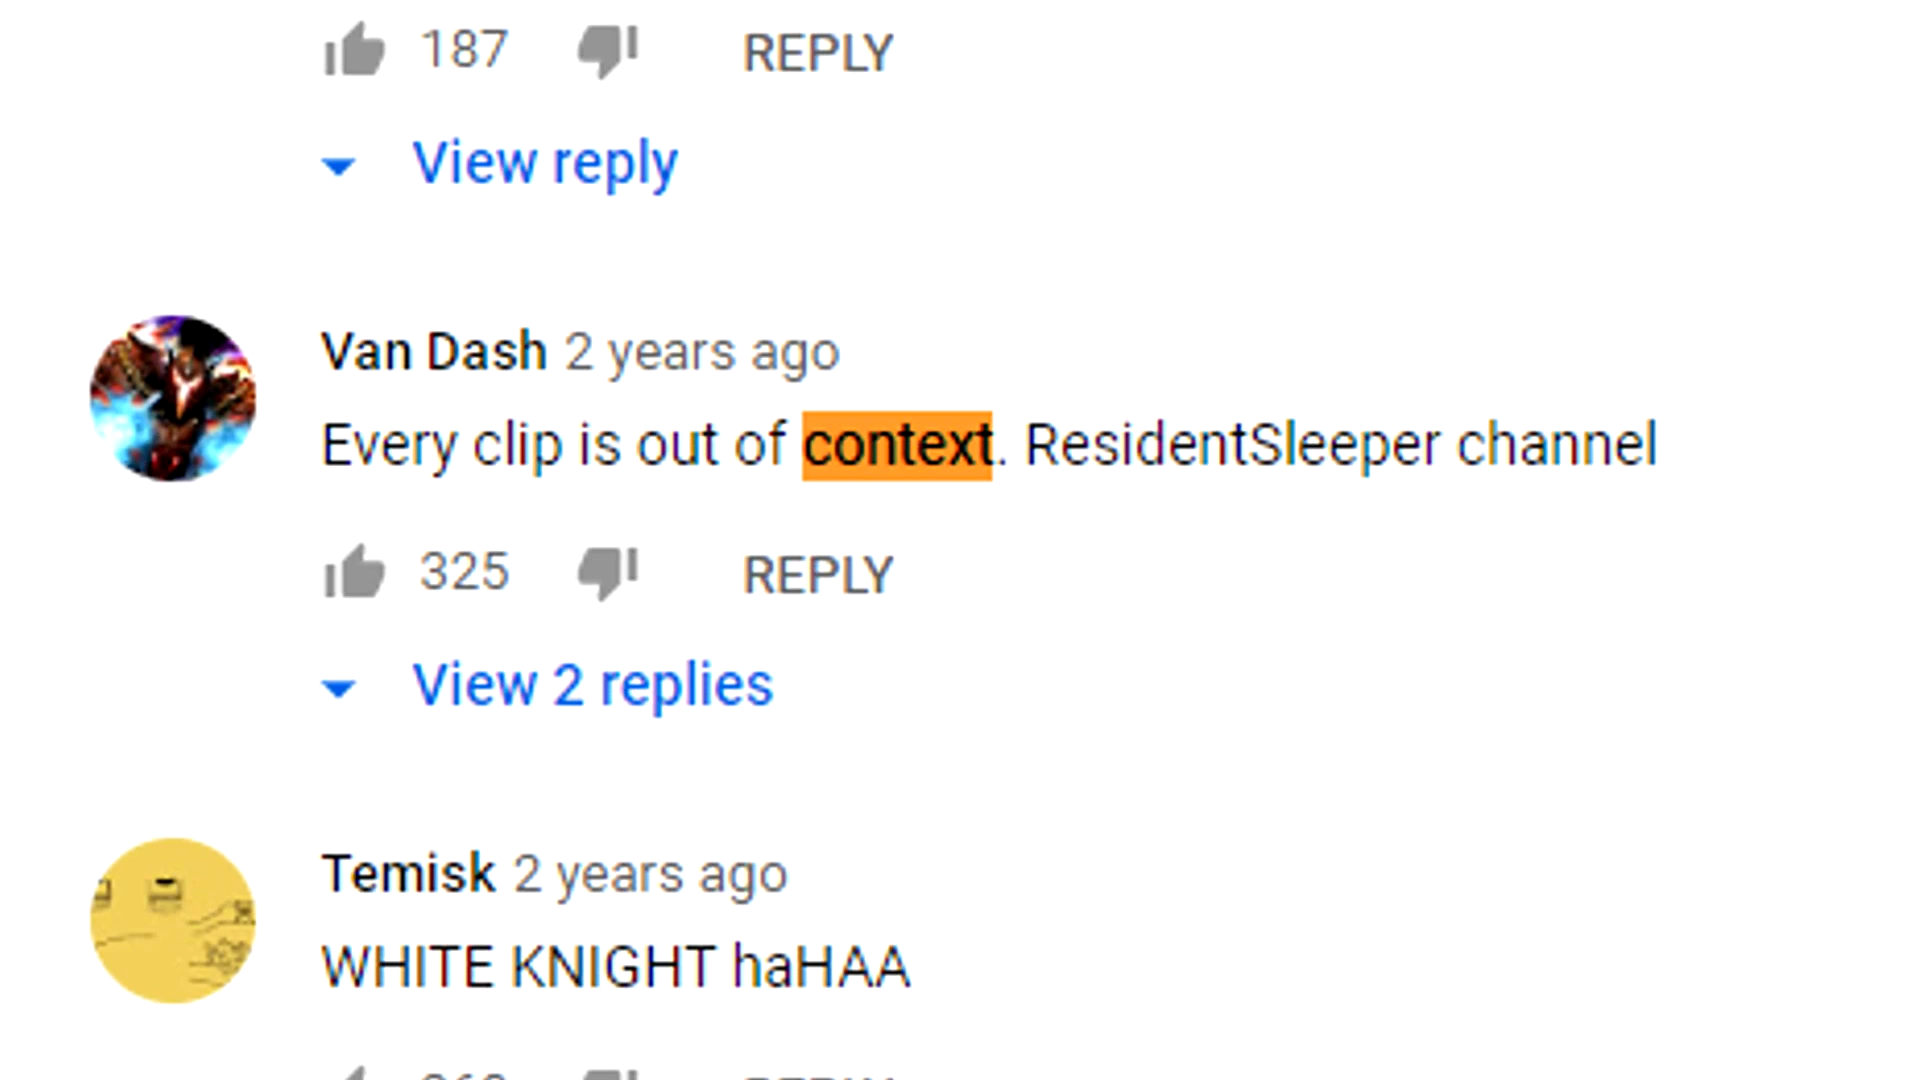 187 REPLY
View reply
Van Dash 2 years ago
Every clip is out of context. ResidentSleeper channel
325 REPLY
View 2 replies
Temisk 2 years ago
WHITE KNIGHT haHAA
REPLY